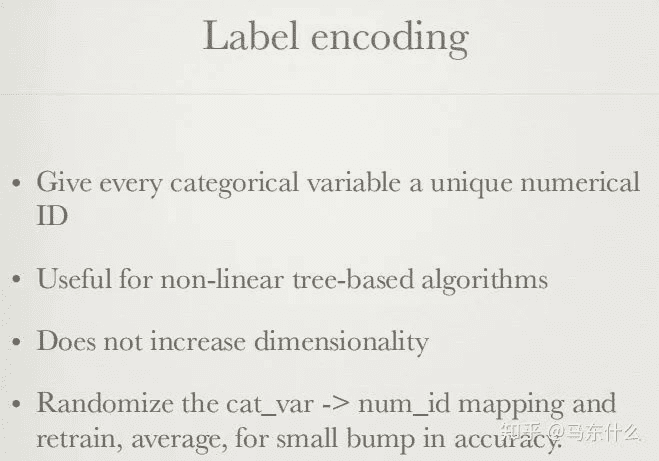 Label encoding
• Give every categorical variable a unique numerical
ID
• Useful for non-linear tree-based algorithms
• Does not increase dimensionality
• Randomize the cat_var -> num_id mapping and
retrain, average, for small bump in accuracy.
知乎 @马东什么